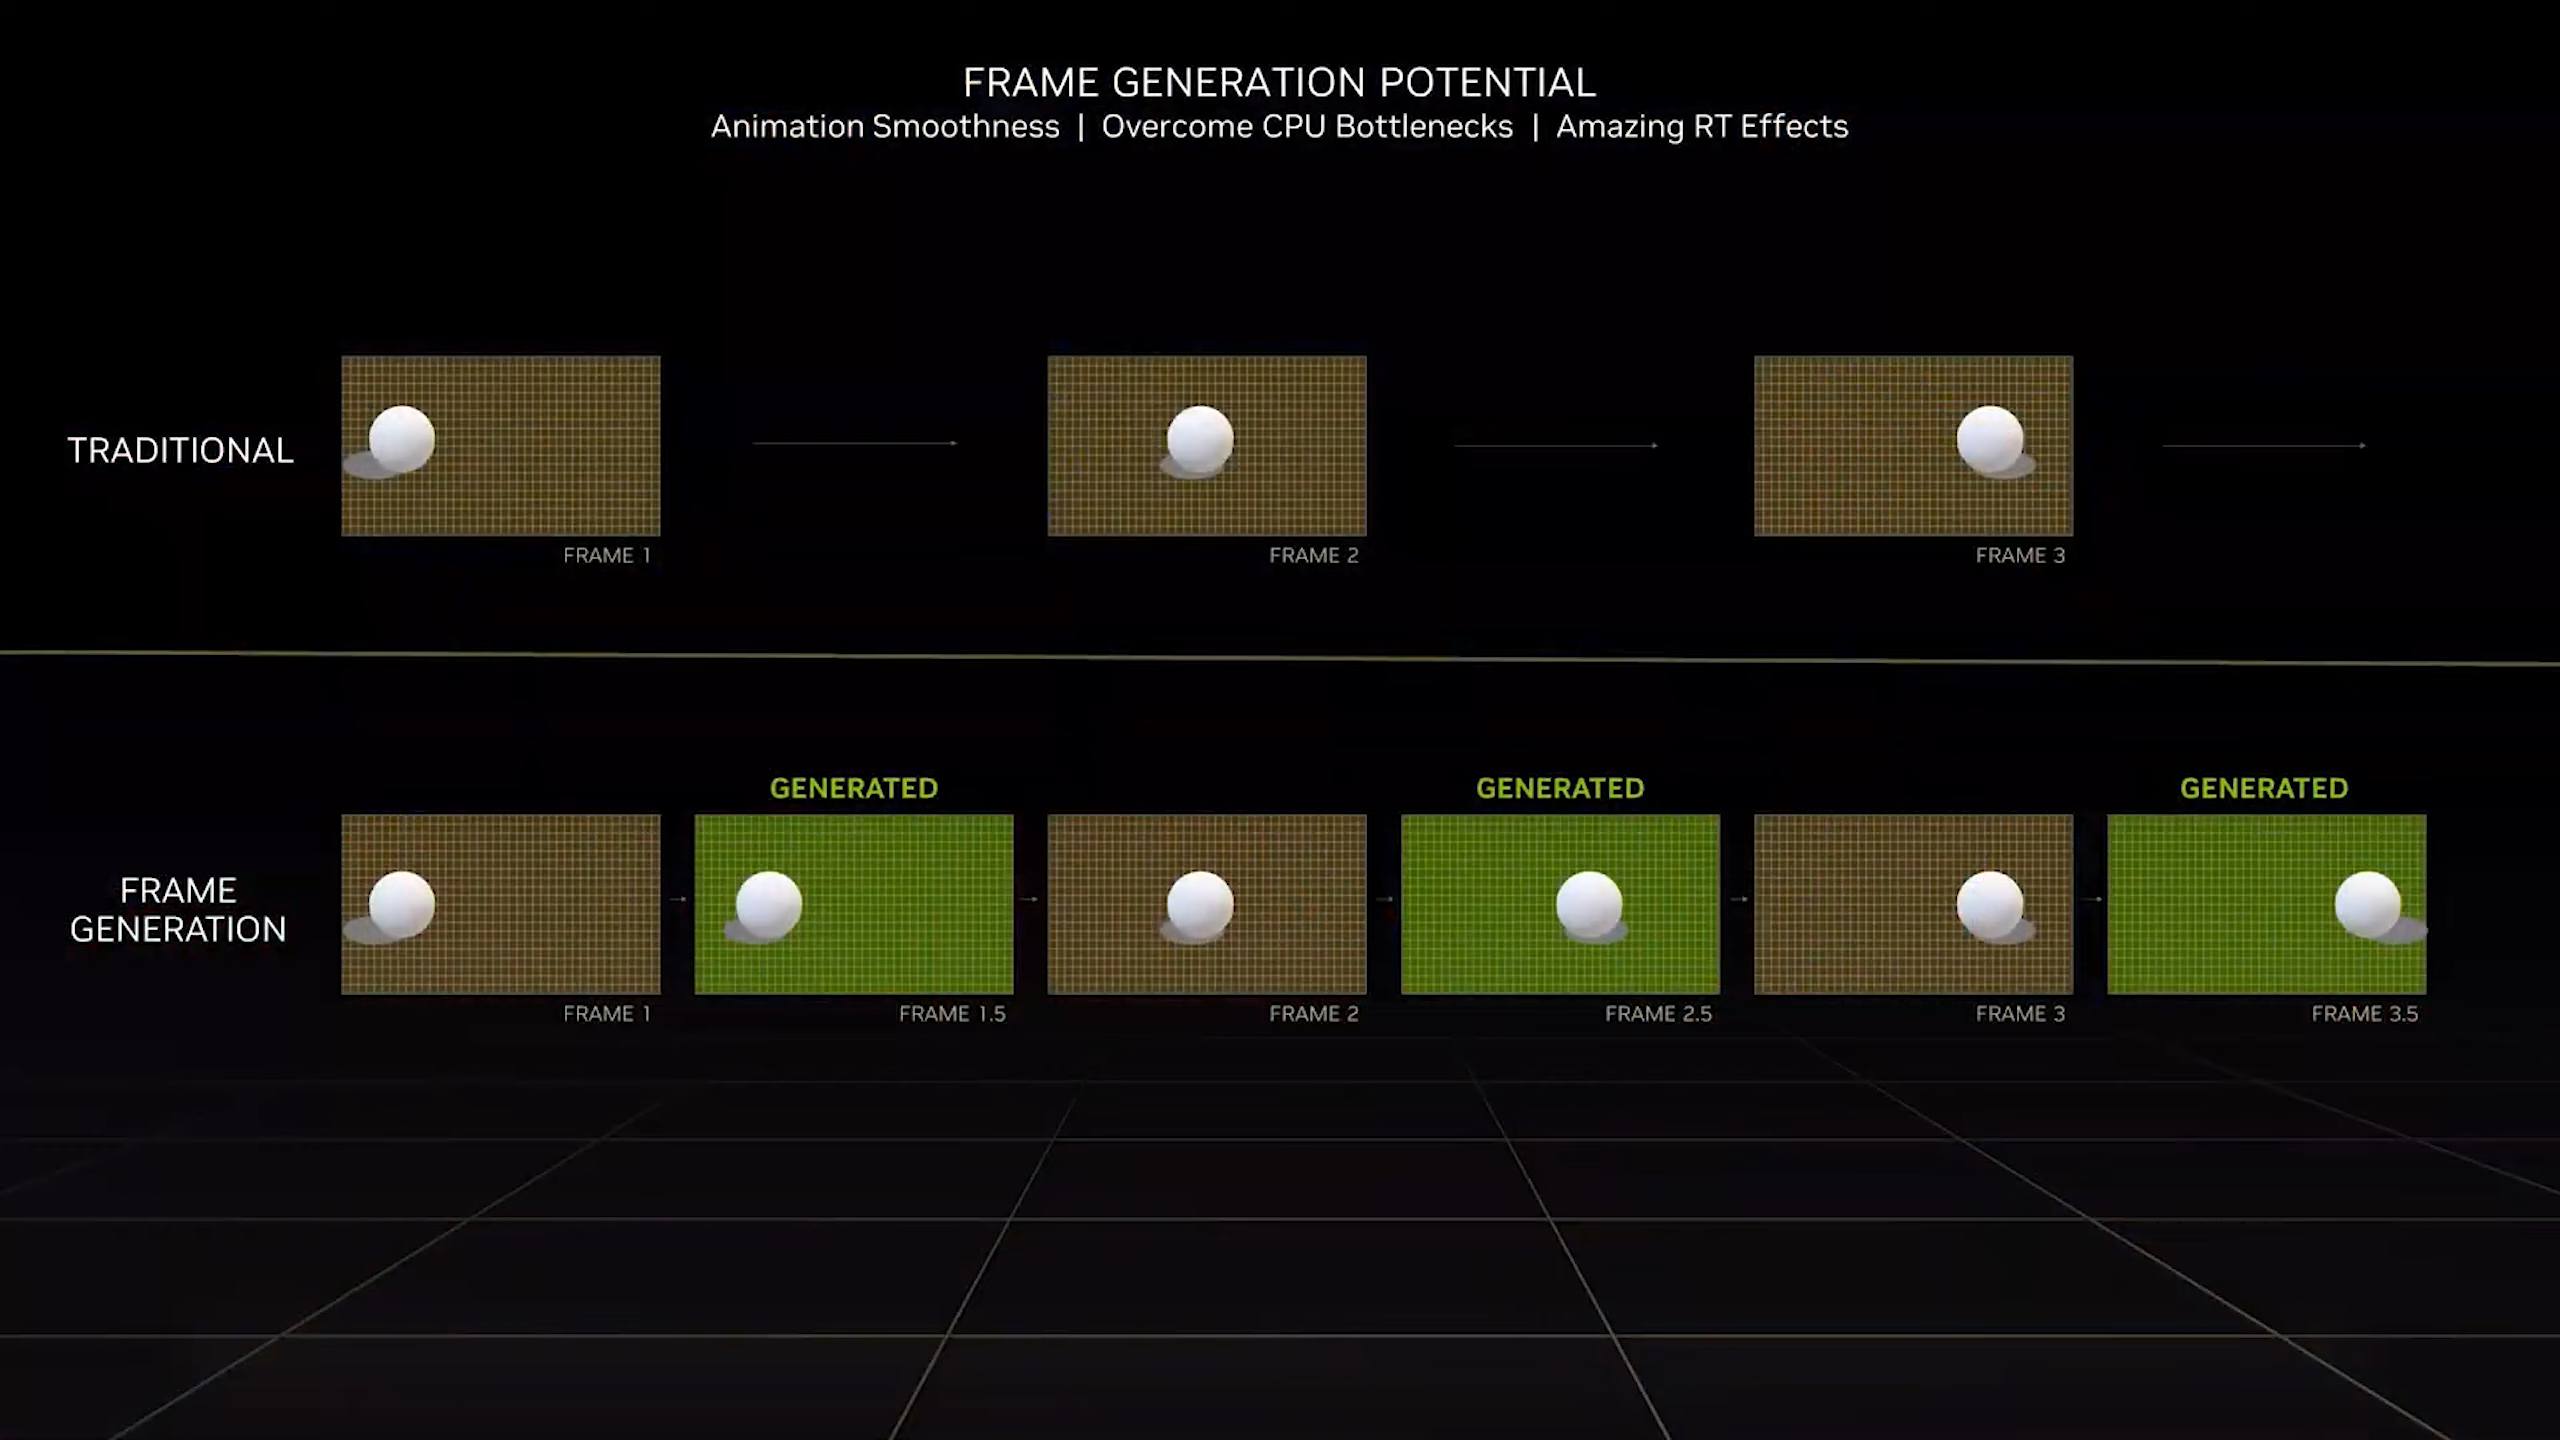 FRAME GENERATION POTENTIAL
Animation Smoothness | Overcome CPU Bottlenecks | Amazing RT Effects
TRADITIONAL
FRAME 1
FRAME 2
FRAME 3
GENERATED
GENERATED
GENERATED
FRAME
GENERATION
FRAME 1
FRAME 1.5
FRAME 2
FRAME 2.5
FRAME 3
FRAME 3.5